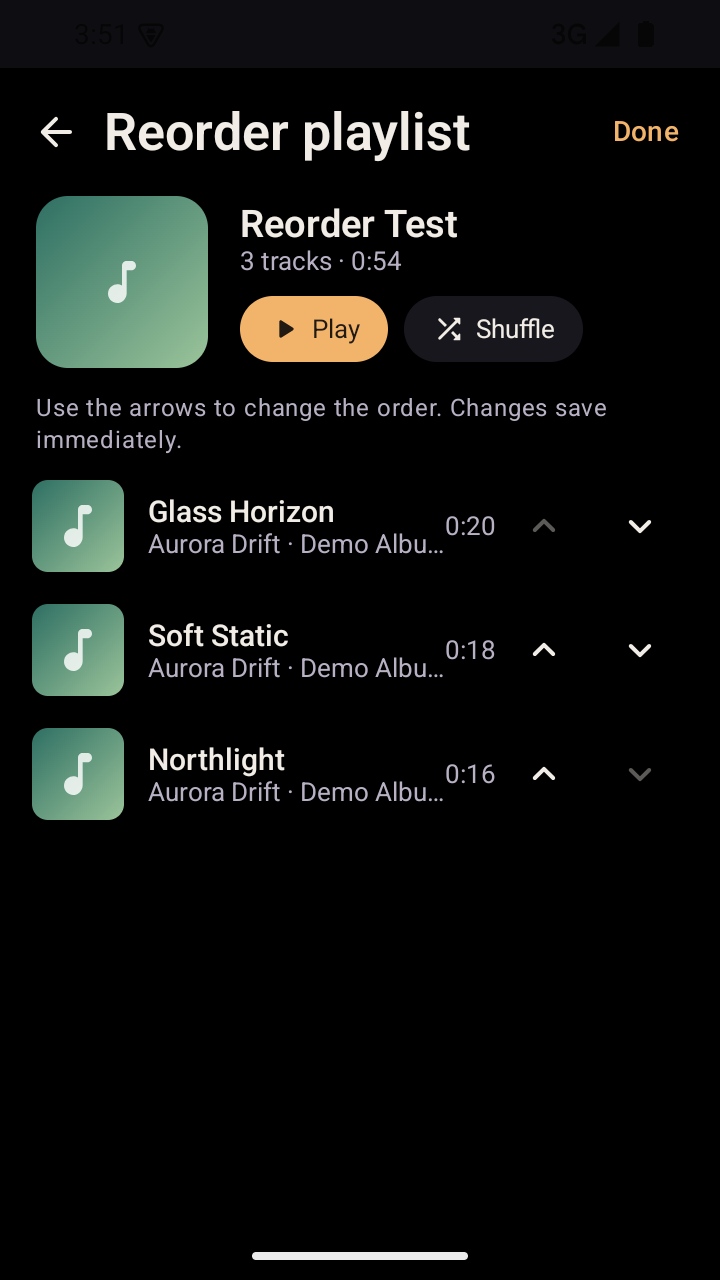 3:51
3G
Reorder playlist
Done
Reorder Test
3 tracks · 0:54
Play
Shuffle
Use the arrows to change the order. Changes save
immediately.
Glass Horizon
Aurora Drift · Demo Albu…
0:20
Soft Static
Aurora Drift · Demo Albu…
0:18
Northlight
Aurora Drift · Demo Albu…
0:16